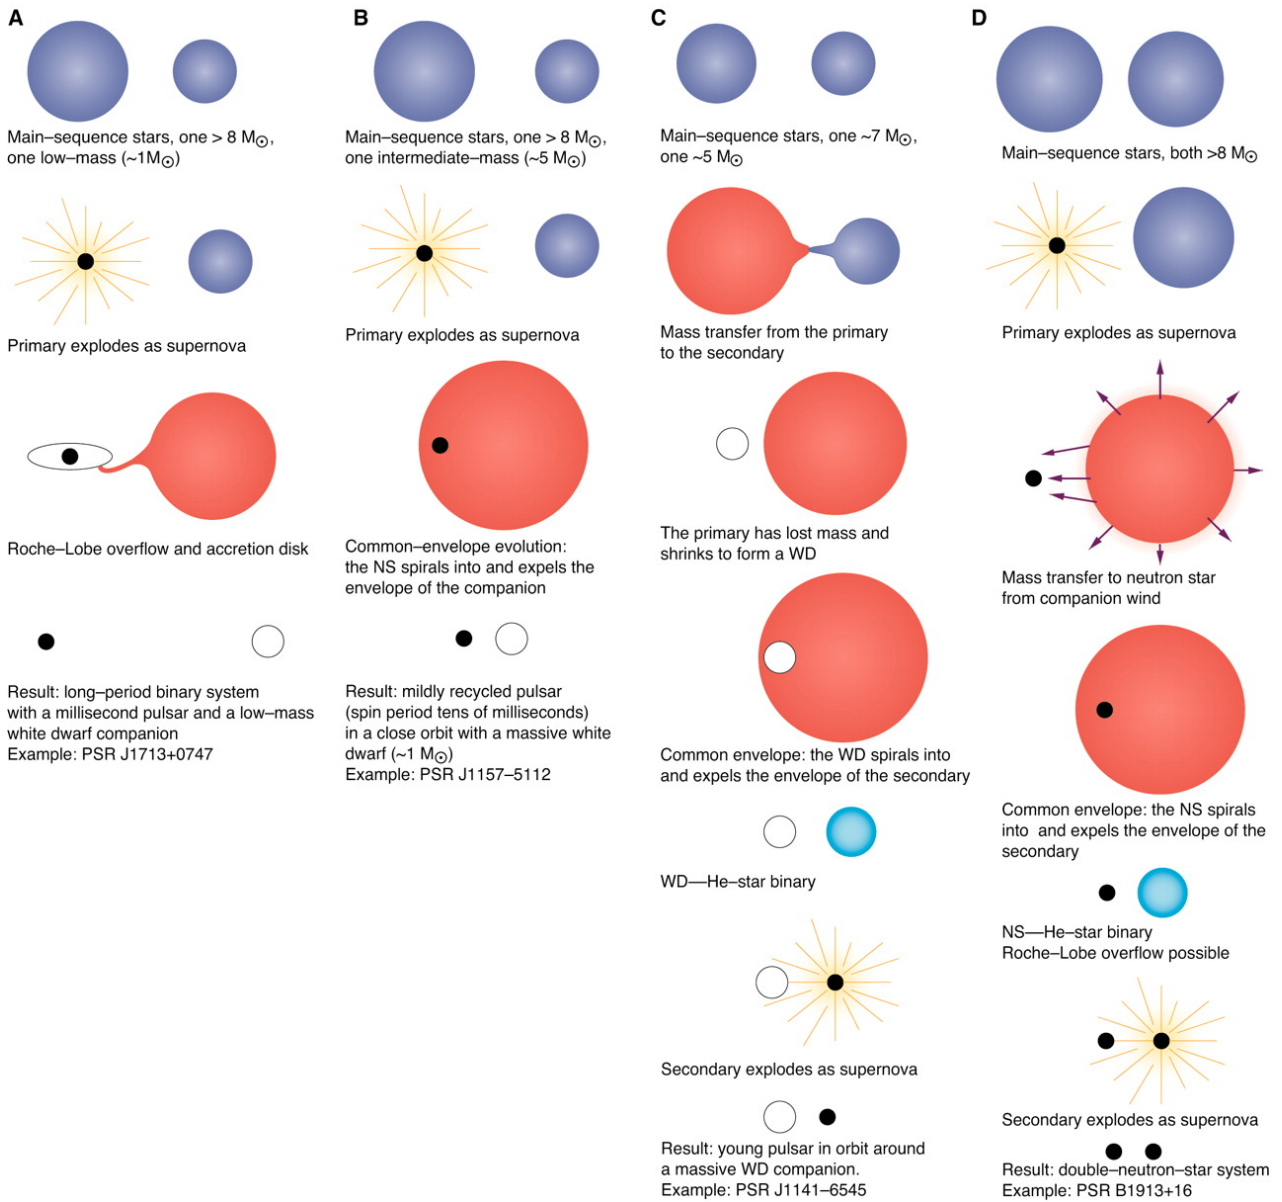 A
Main–sequence stars, one > 8 M⊙,
one low–mass (~1M⊙)
Primary explodes as supernova
Roche–Lobe overflow and accretion disk
Result: long–period binary system
with a millisecond pulsar and a low–mass
white dwarf companion
Example: PSR J1713+0747
B
Main–sequence stars, one > 8 M⊙,
one intermediate–mass (~5 M⊙)
Primary explodes as supernova
Common–envelope evolution:
the NS spirals into and expels the
envelope of the companion
Result: mildly recycled pulsar
(spin period tens of milliseconds)
in a close orbit with a massive white
dwarf (~1 M⊙)
Example: PSR J1157–5112
C
Main–sequence stars, one ~7 M⊙,
one ~5 M⊙
Mass transfer from the primary
to the secondary
The primary has lost mass and
shrinks to form a WD
Common envelope: the WD spirals into
and expels the envelope of the secondary
WD—He–star binary
Secondary explodes as supernova
Result: young pulsar in orbit around
a massive WD companion.
Example: PSR J1141–6545
D
Main–sequence stars, both >8 M⊙
Primary explodes as supernova
Mass transfer to neutron star
from companion wind
Common envelope: the NS spirals
into and expels the envelope of the
secondary
NS—He–star binary
Roche–Lobe overflow possible
Secondary explodes as supernova
Result: double–neutron–star system
Example: PSR B1913+16